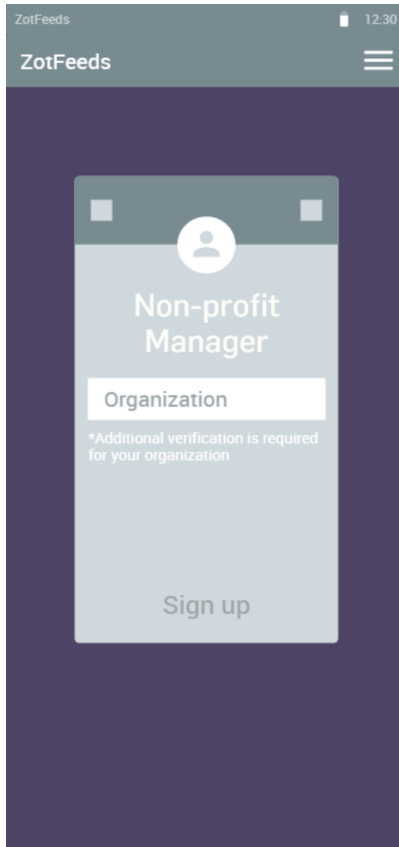 ZotFeeds 12:30
ZotFeeds
Non-profit
Manager
Organization
*Additional verification is required
for your organization
Sign up